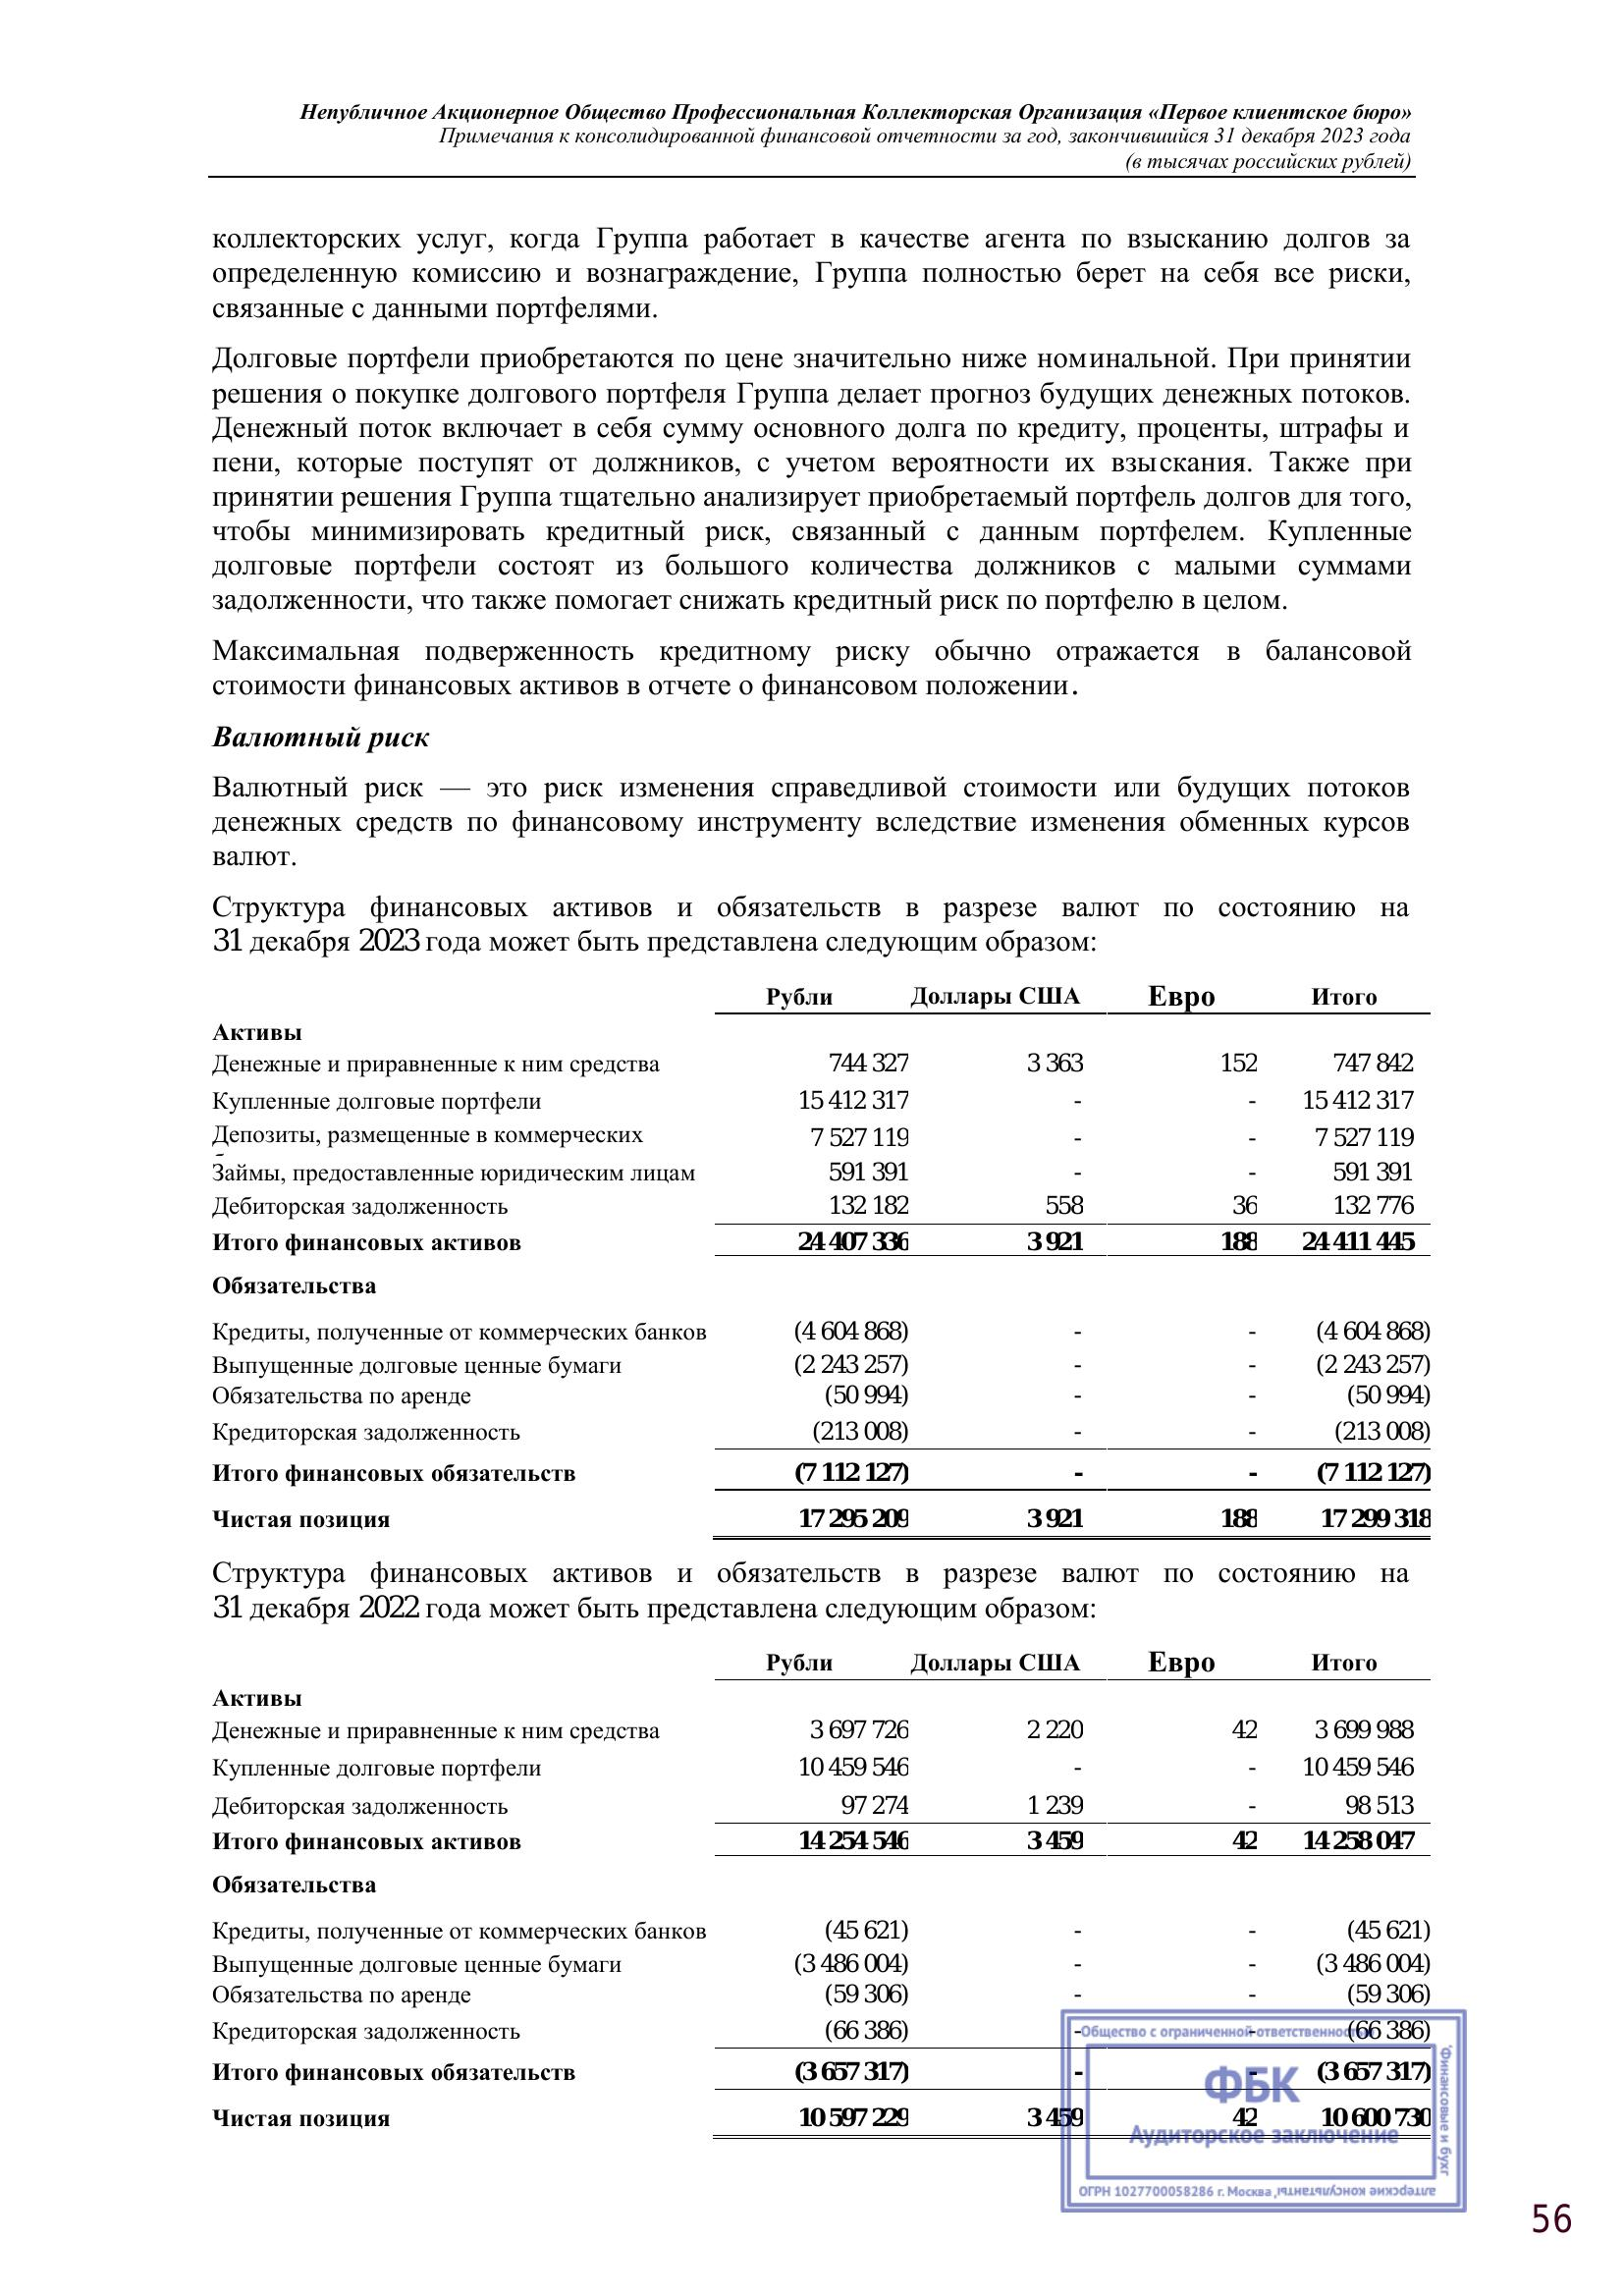 Непубличное Акционерное Общество Профессиональная Коллекторская Организация «Первое клиентское бюро»
Примечания к консолидированной финансовой отчетности за год, закончившийся 31 декабря 2023 года
(в тысячах российских рублей)
коллекторских услуг, когда Группа работает в качестве агента по взысканию долгов за
определенную комиссию и вознаграждение, Группа полностью берет на себя все риски,
связанные с данными портфелями.
Долговые портфели приобретаются по цене значительно ниже номинальной. При принятии
решения о покупке долгового портфеля Группа делает прогноз будущих денежных потоков.
Денежный поток включает в себя сумму основного долга по кредиту, проценты, штрафы и
пени, которые поступят от должников, с учетом вероятности их взыскания. Также при
принятии решения Группа тщательно анализирует приобретаемый портфель долгов для того,
чтобы минимизировать кредитный риск, связанный с данным портфелем. Купленные
долговые портфели состоят из большого количества должников с малыми суммами
задолженности, что также помогает снижать кредитный риск по портфелю в целом.
Максимальная подверженность кредитному риску обычно отражается в балансовой
стоимости финансовых активов в отчете о финансовом положении.
Валютный риск
Валютный риск — это риск изменения справедливой стоимости или будущих потоков
денежных средств по финансовому инструменту вследствие изменения обменных курсов
валют.
Структура финансовых активов и обязательств в разрезе валют по состоянию на
31 декабря 2023 года может быть представлена следующим образом:
Рубли Доллары США Евро Итого
Активы
Денежные и приравненные к ним средства 744 327 3 363 152 747 842
Купленные долговые портфели 15 412 317 - - 15 412 317
Депозиты, размещенные в коммерческих 7 527 119 - - 7 527 119
Займы, предоставленные юридическим лицам 591 391 - - 591 391
Дебиторская задолженность 132 182 558 36 132 776
Итого финансовых активов 24 407 336 3 921 188 24 411 445
Обязательства
Кредиты, полученные от коммерческих банков (4 604 868) - - (4 604 868)
Выпущенные долговые ценные бумаги (2 243 257) - - (2 243 257)
Обязательства по аренде (50 994) - - (50 994)
Кредиторская задолженность (213 008) - - (213 008)
Итого финансовых обязательств (7 112 127) - - (7 112 127)
Чистая позиция 17 295 209 3 921 188 17 299 318
Структура финансовых активов и обязательств в разрезе валют по состоянию на
31 декабря 2022 года может быть представлена следующим образом:
Рубли Доллары США Евро Итого
Активы
Денежные и приравненные к ним средства 3 697 726 2 220 42 3 699 988
Купленные долговые портфели 10 459 546 - - 10 459 546
Дебиторская задолженность 97 274 1 239 - 98 513
Итого финансовых активов 14 254 546 3 459 42 14 258 047
Обязательства
Кредиты, полученные от коммерческих банков (45 621) - - (45 621)
Выпущенные долговые ценные бумаги (3 486 004) - - (3 486 004)
Обязательства по аренде (59 306) - - (59 306)
Кредиторская задолженность (66 386) - - (66 386)
Итого финансовых обязательств (3 657 317) - - (3 657 317)
Чистая позиция 10 597 229 3 459 42 10 600 730
Общество с ограниченной ответственностью
ФБК
Аудиторское заключение
Финансовые и бухг
алтерские консультанты,
ОГРН 1027700058286 г. Москва
56